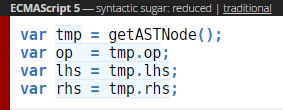 ECMAScript 5 — syntactic sugar: reduced | traditional
var tmp = getASTNode();
var op  = tmp.op;
var lhs = tmp.lhs;
var rhs = tmp.rhs;